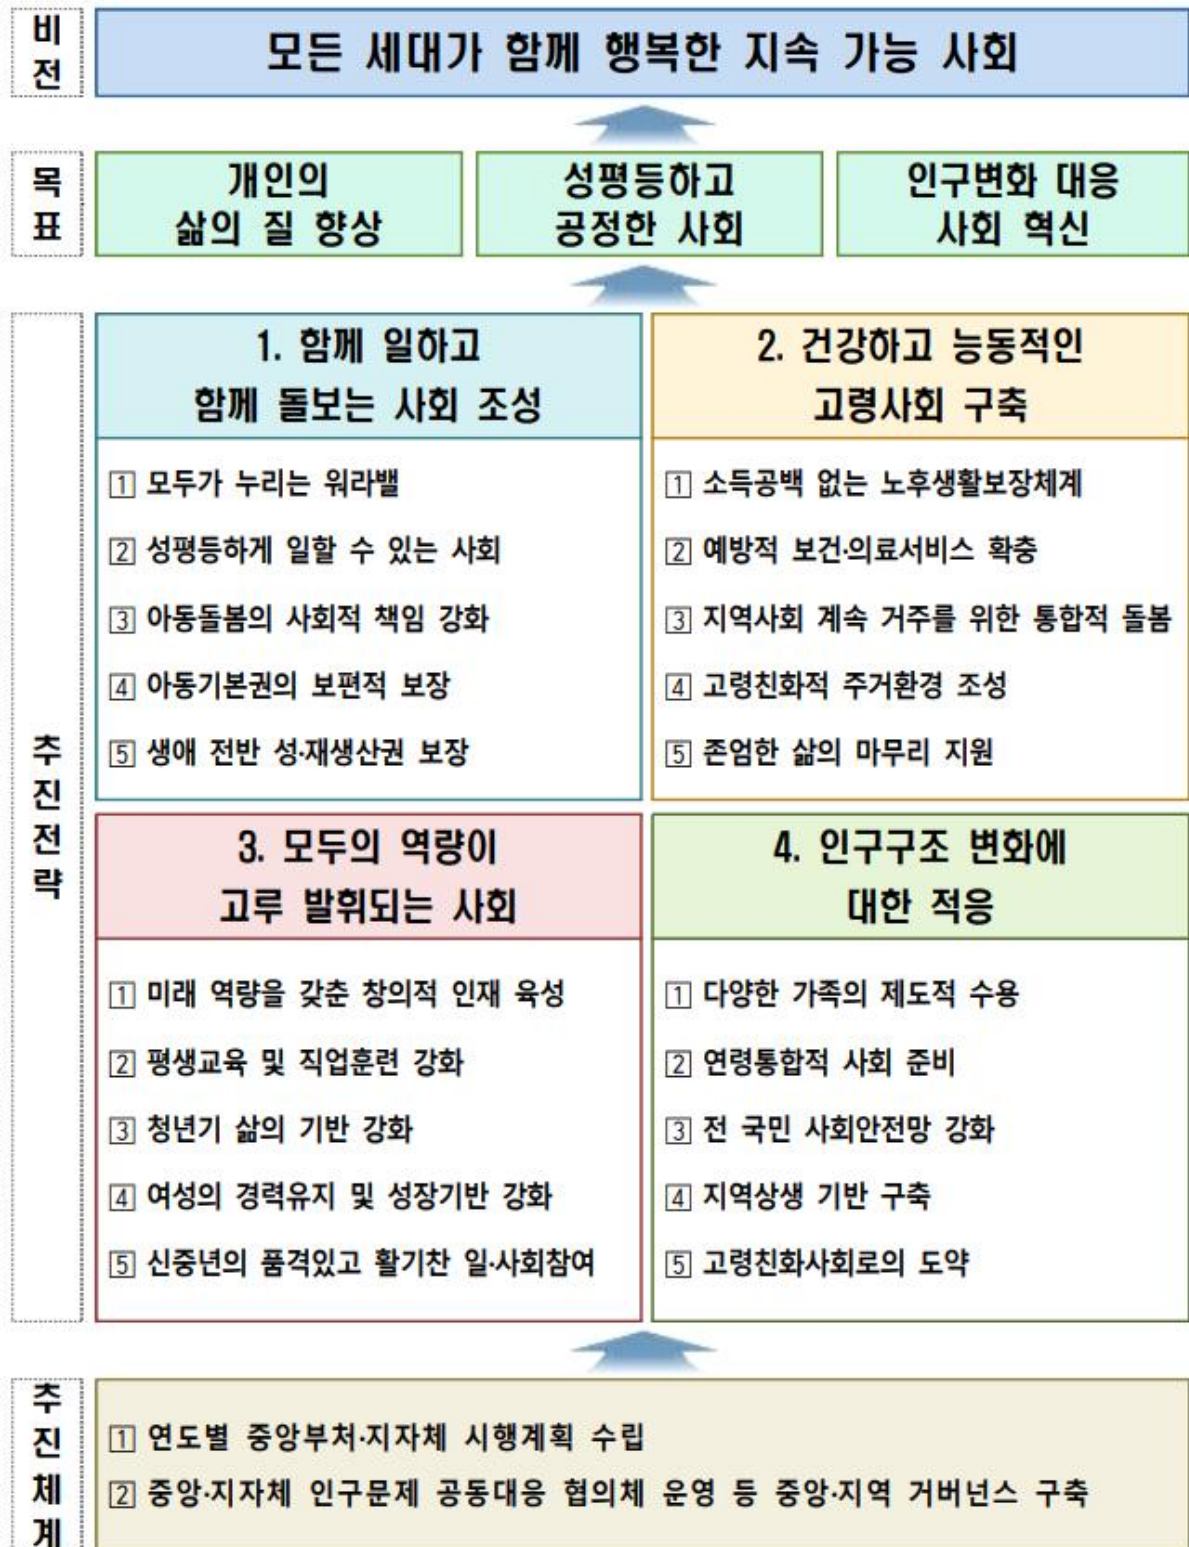 비전
모든 세대가 함께 행복한 지속 가능 사회
목표
개인의
삶의 질 향상
성평등하고
공정한 사회
인구변화 대응
사회 혁신
추진전략
1. 함께 일하고
함께 돌보는 사회 조성
1 모두가 누리는 워라밸
2 성평등하게 일할 수 있는 사회
3 아동돌봄의 사회적 책임 강화
4 아동기본권의 보편적 보장
5 생애 전반 성·재생산권 보장
2. 건강하고 능동적인
고령사회 구축
1 소득공백 없는 노후생활보장체계
2 예방적 보건·의료서비스 확충
3 지역사회 계속 거주를 위한 통합적 돌봄
4 고령친화적 주거환경 조성
5 존엄한 삶의 마무리 지원
3. 모두의 역량이
고루 발휘되는 사회
1 미래 역량을 갖춘 창의적 인재 육성
2 평생교육 및 직업훈련 강화
3 청년기 삶의 기반 강화
4 여성의 경력유지 및 성장기반 강화
5 신중년의 품격있고 활기찬 일·사회참여
4. 인구구조 변화에
대한 적응
1 다양한 가족의 제도적 수용
2 연령통합적 사회 준비
3 전 국민 사회안전망 강화
4 지역상생 기반 구축
5 고령친화사회로의 도약
추진체계
1 연도별 중앙부처·지자체 시행계획 수립
2 중앙·지자체 인구문제 공동대응 협의체 운영 등 중앙·지역 거버넌스 구축